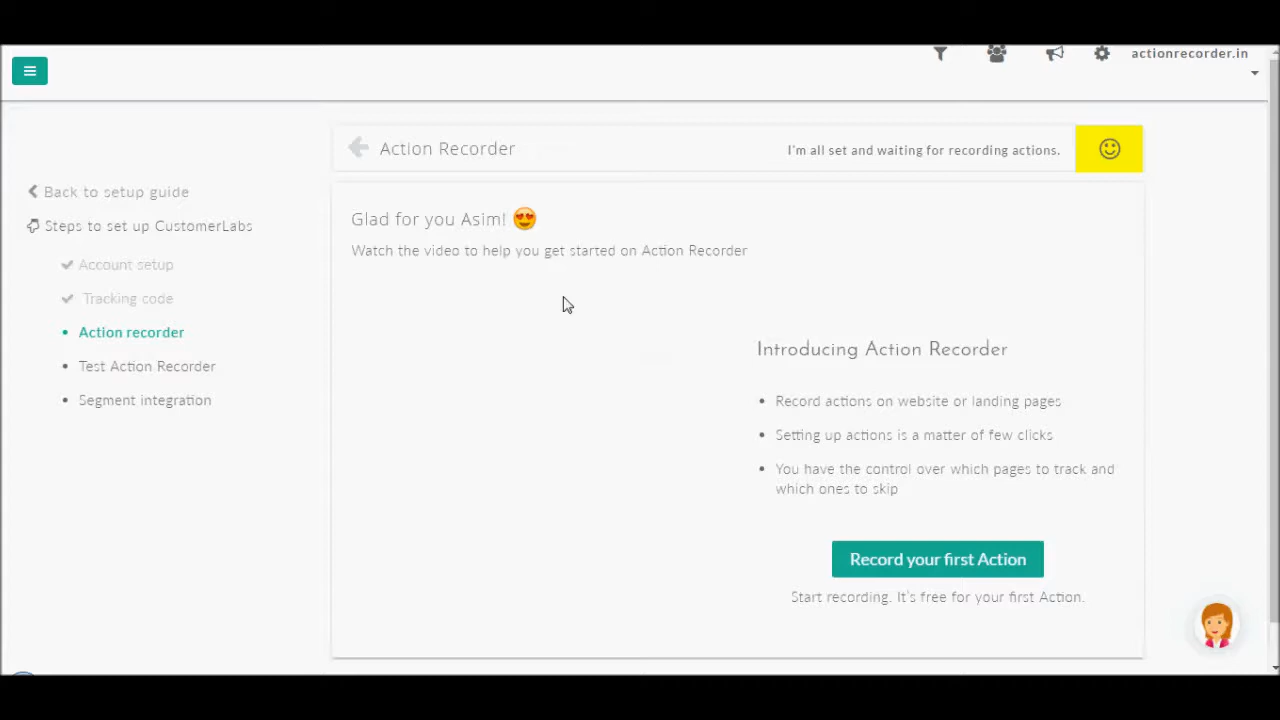 actionrecorder.in
Action Recorder
I'm all set and waiting for recording actions.
Back to setup guide
Steps to set up CustomerLabs
Account setup
Tracking code
Action recorder
Test Action Recorder
Segment integration
Glad for you Asim! 😍
Watch the video to help you get started on Action Recorder
Introducing Action Recorder
• Record actions on website or landing pages
• Setting up actions is a matter of few clicks
• You have the control over which pages to track and
which ones to skip
Record your first Action
Start recording. It's free for your first Action.